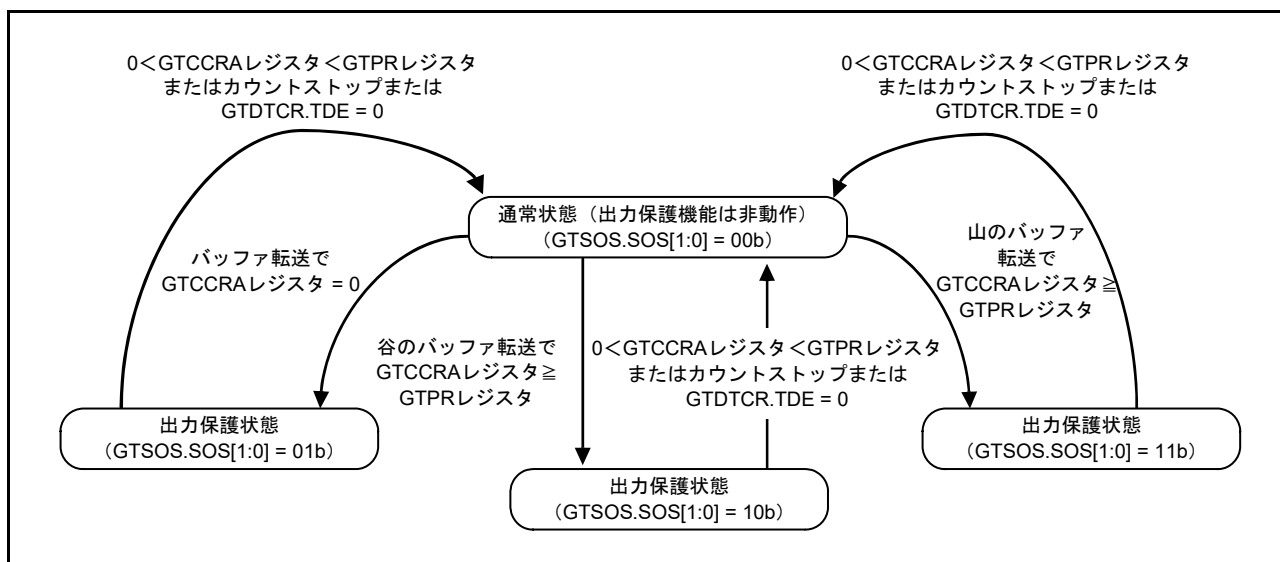 0＜GTCCRAレジスタ＜GTPRレジスタ
またはカウントストップまたは
GTDTCR.TDE = 0
0＜GTCCRAレジスタ＜GTPRレジスタ
またはカウントストップまたは
GTDTCR.TDE = 0
通常状態（出力保護機能は非動作）
（GTSOS.SOS[1:0] = 00b）
バッファ転送で
GTCCRAレジスタ = 0
谷のバッファ転送で
GTCCRAレジスタ≧
GTPRレジスタ
0＜GTCCRAレジスタ＜GTPRレジスタ
またはカウントストップまたは
GTDTCR.TDE = 0
山のバッファ
転送で
GTCCRAレジスタ≧
GTPRレジスタ
出力保護状態
（GTSOS.SOS[1:0] = 01b）
出力保護状態
（GTSOS.SOS[1:0] = 10b）
出力保護状態
（GTSOS.SOS[1:0] = 11b）